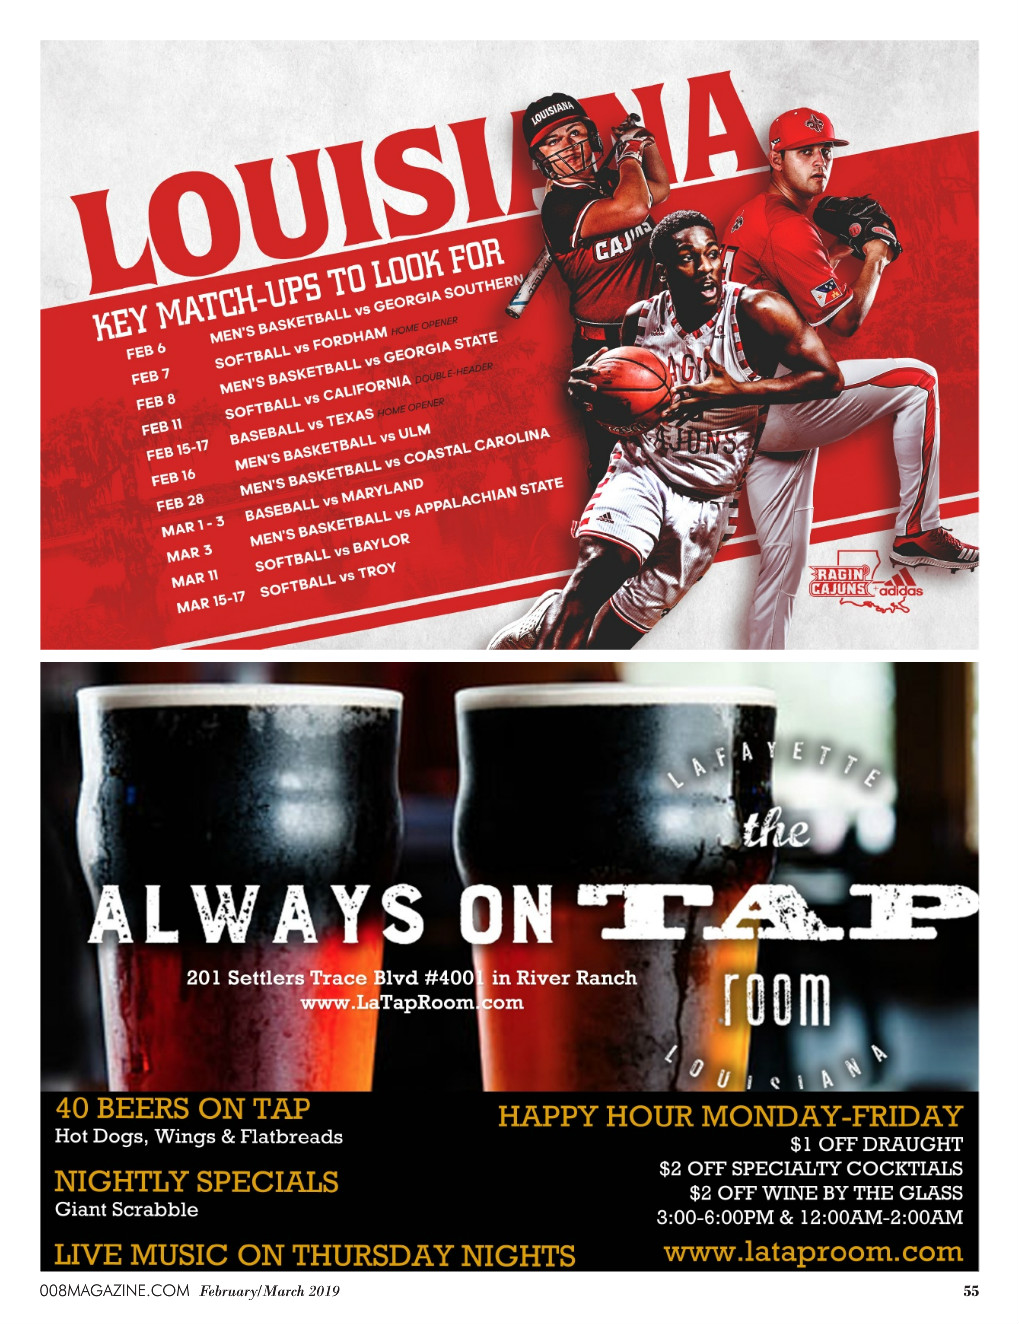 LOUISIANA
KEY MATCH-UPS TO LOOK FOR
FEB 6 MEN'S BASKETBALL vs GEORGIA SOUTHERN
FEB 7 SOFTBALL vs FORDHAM HOME OPENER
FEB 8 MEN'S BASKETBALL vs GEORGIA STATE
FEB 11 SOFTBALL vs CALIFORNIA DOUBLE-HEADER
FEB 15-17 BASEBALL vs TEXAS HOME OPENER
FEB 16 MEN'S BASKETBALL vs ULM
FEB 28 MEN'S BASKETBALL vs COASTAL CAROLINA
MAR 1 - 3 BASEBALL vs MARYLAND
MAR 3 MEN'S BASKETBALL vs APPALACHIAN STATE
MAR 11 SOFTBALL vs BAYLOR
MAR 15-17 SOFTBALL vs TROY
LOUISIANA
CAJUNS
RAGIN
CAJUNS
RAGIN
CAJUNS
adidas
LAFAYETTE
the
ALWAYS ON TAP
room
LOUISIANA
201 Settlers Trace Blvd #4001 in River Ranch
www.LaTapRoom.com
40 BEERS ON TAP
Hot Dogs, Wings & Flatbreads
NIGHTLY SPECIALS
Giant Scrabble
LIVE MUSIC ON THURSDAY NIGHTS
HAPPY HOUR MONDAY-FRIDAY
$1 OFF DRAUGHT
$2 OFF SPECIALTY COCKTIALS
$2 OFF WINE BY THE GLASS
3:00-6:00PM & 12:00AM-2:00AM
www.lataproom.com
008MAGAZINE.COM February/March 2019
55